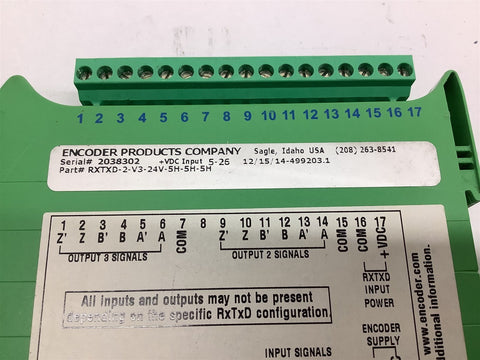 1 2 3 4 5 6 7 8 9 10 11 12 13 14 15 16 17
ENCODER PRODUCTS COMPANY Sagle, Idaho USA (208) 263-8541
Serial# 2038302 +VDC Input 5-26 12/15/14-499203.1
Part# RXTXD-2-V3-24V-5H-5H-5H
1 2 3 4 5 6 7 8 9 10 11 12 13 14 15 16 17
Z' Z B' B A' A COM Z' Z B' B A' A COM COM +VDC
OUTPUT 3 SIGNALS
OUTPUT 2 SIGNALS
RXTXD
INPUT
POWER
All inputs and outputs may not be present
depending on the specific RxTxD configuration.
ENCODER
SUPPLY
INPUT SIGNALS
www.encoder.com
additional information.